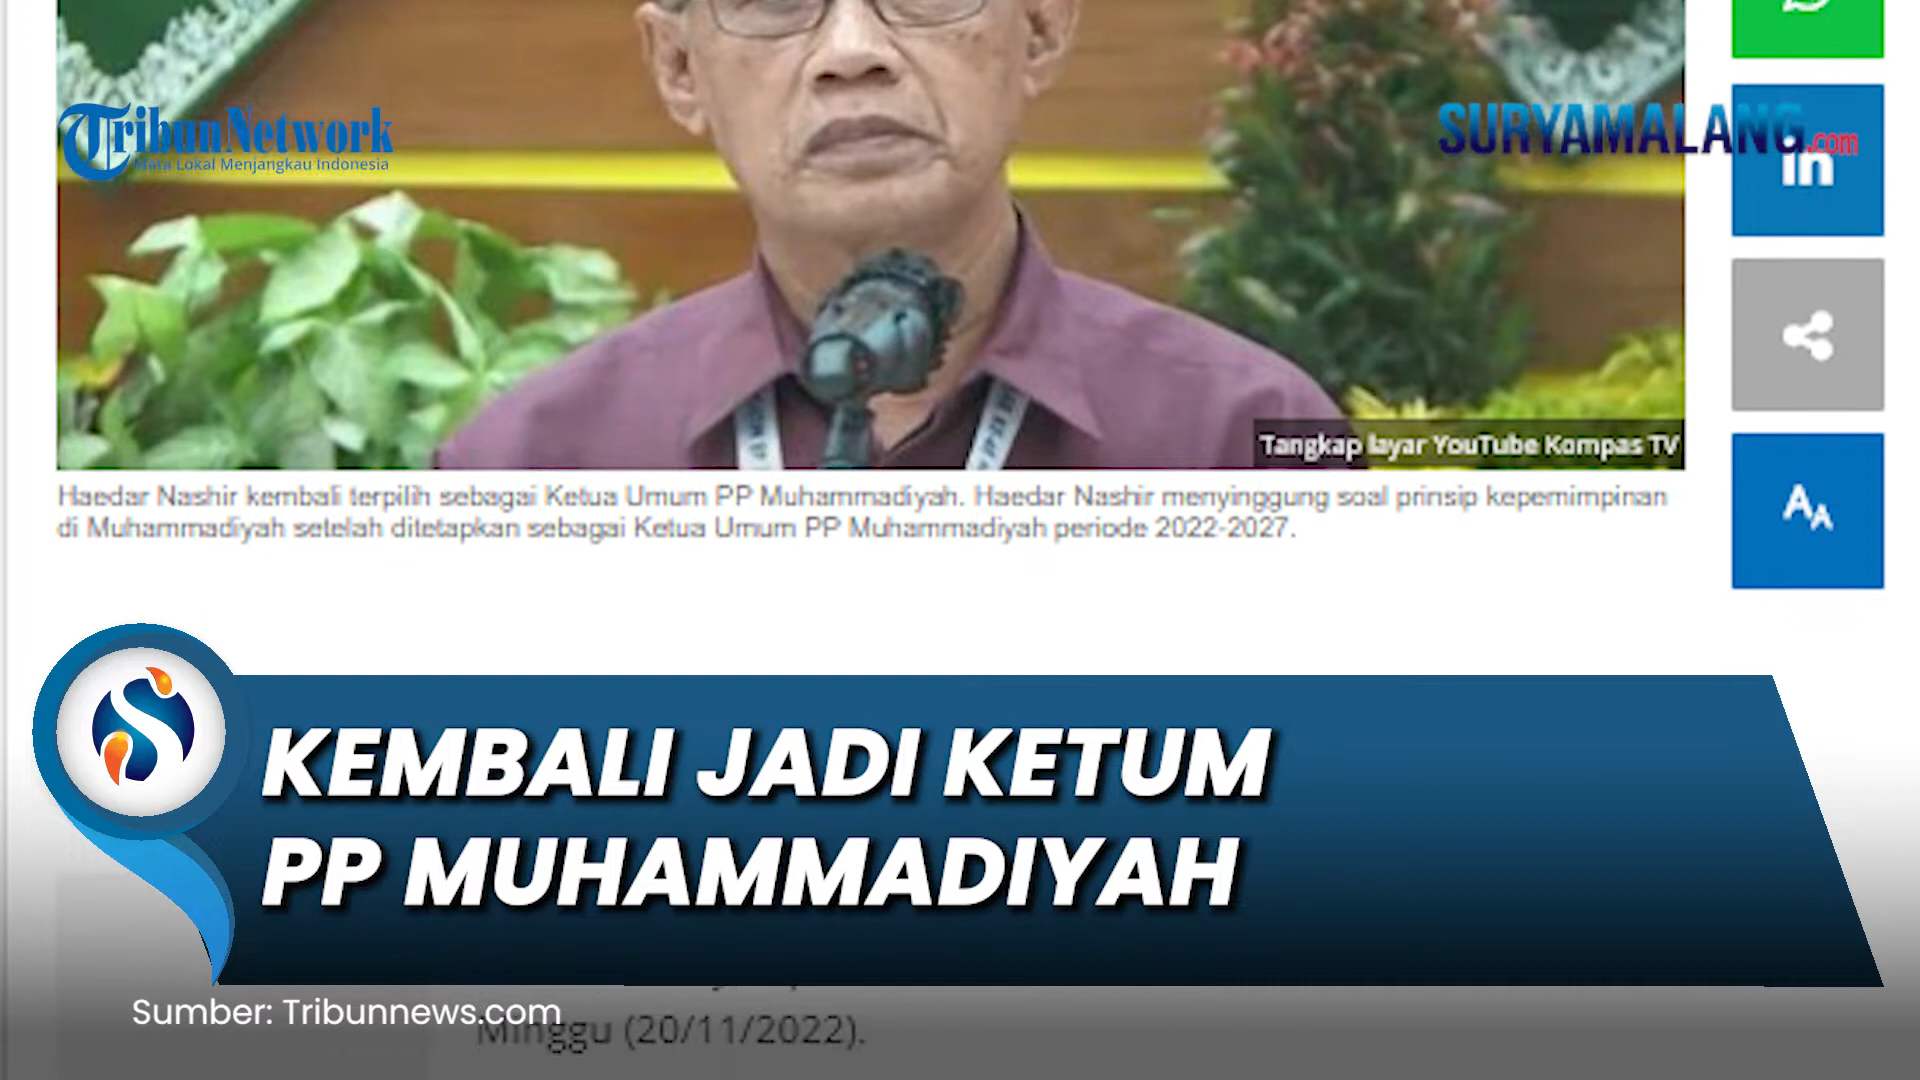 TribunNetwork
Mata Lokal Menjangkau Indonesia
SURYAMALANG.com
in
Tangkap layar YouTube Kompas TV
Haedar Nashir kembali terpilih sebagai Ketua Umum PP Muhammadiyah. Haedar Nashir menyinggung soal prinsip kepemimpinan
di Muhammadiyah setelah ditetapkan sebagai Ketua Umum PP Muhammadiyah periode 2022-2027.
AA
KEMBALI JADI KETUM
PP MUHAMMADIYAH
Sumber: Tribunnews.com
Minggu (20/11/2022).